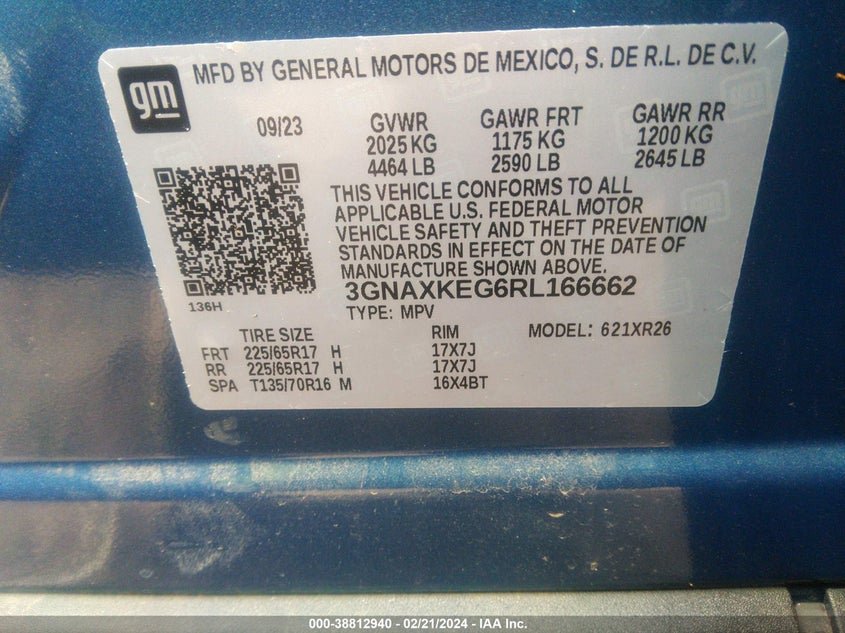 gm
MFD BY GENERAL MOTORS DE MEXICO, S. DE R.L. DE C.V.
09/23 GVWR GAWR FRT GAWR RR
2025 KG 1175 KG 1200 KG
4464 LB 2590 LB 2645 LB
THIS VEHICLE CONFORMS TO ALL
APPLICABLE U.S. FEDERAL MOTOR
VEHICLE SAFETY AND THEFT PREVENTION
STANDARDS IN EFFECT ON THE DATE OF
MANUFACTURE SHOWN ABOVE.
136H
3GNAXKEG6RL166662
TYPE: MPV MODEL: 621XR26
TIRE SIZE RIM
FRT 225/65R17 H 17X7J
RR 225/65R17 H 17X7J
SPA T135/70R16 M 16X4BT
000-38812940 - 02/21/2024 - IAA Inc.